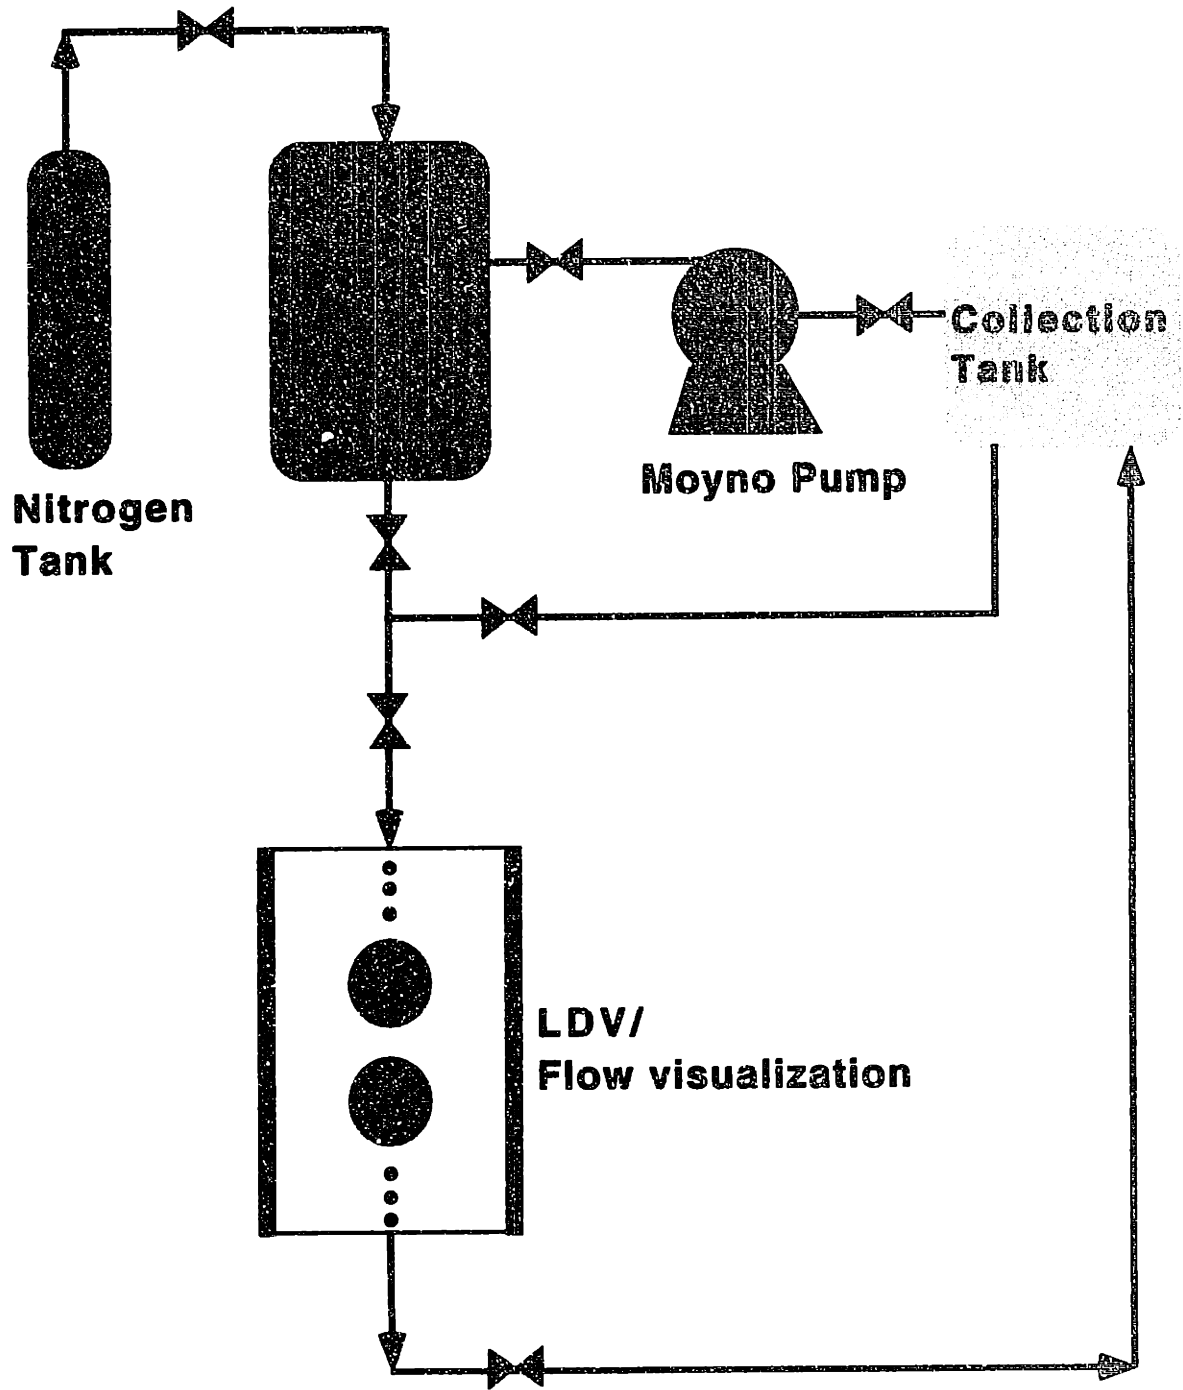 Collection
Tank
Moyno Pump
Nitrogen
Tank
LDV/
Flow visualization